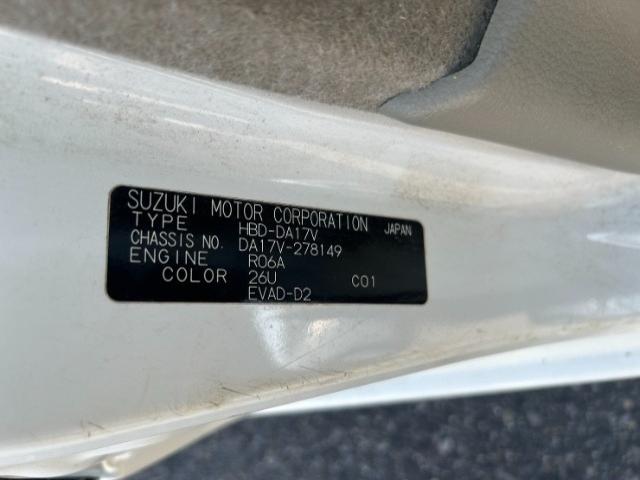 SUZUKI MOTOR CORPORATION JAPAN
TYPE HBD-DA17V
CHASSIS NO. DA17V-278149
ENGINE R06A
COLOR 26U C01
EVAD-D2